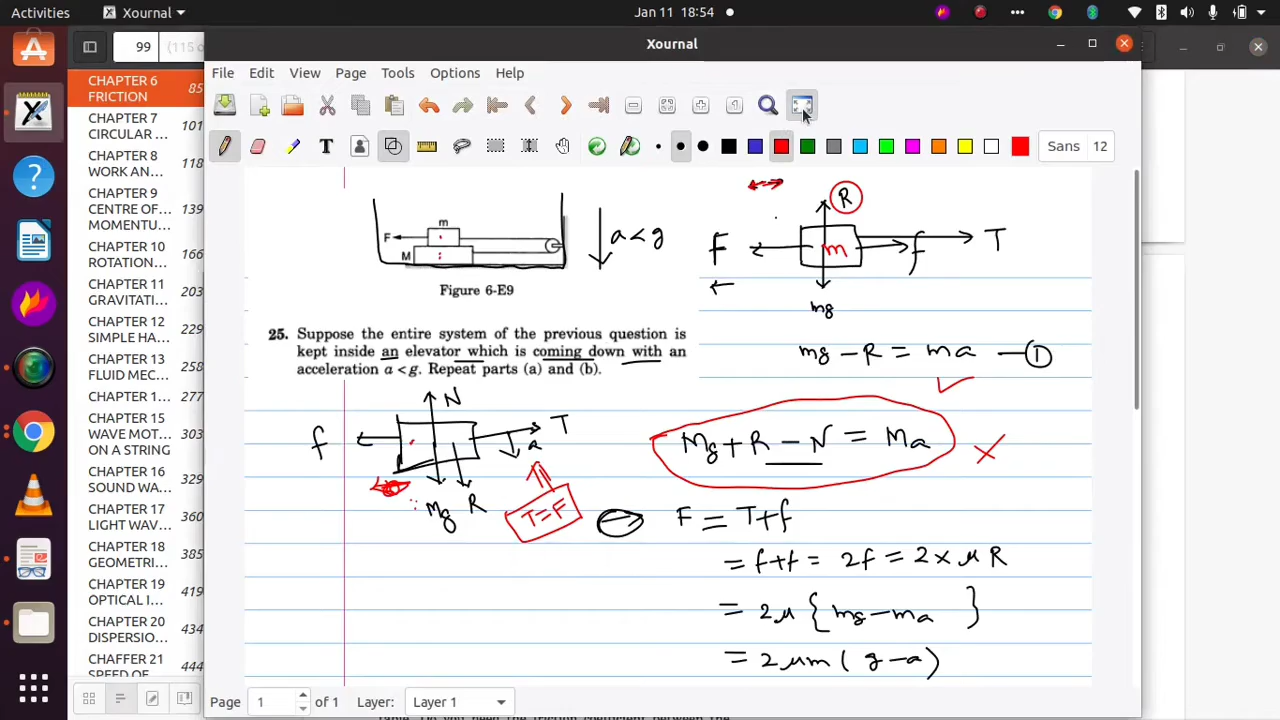 Activities
Xournal
Jan 11 18:54
99
(115 o
CHAPTER 6
FRICTION
85
CHAPTER 7
CIRCULAR ...
101
CHAPTER 8
WORK AN...
118
CHAPTER 9
CENTRE OF...
MOMENTU...
CHAPTER 10
ROTATION...
166
CHAPTER 11
GRAVITATI...
203
CHAPTER 12
SIMPLE HA...
229
CHAPTER 13
FLUID MEC...
258
CHAPTER 1...
277
CHAPTER 15
WAVE MOT...
ON A STRING
303
CHAPTER 16
SOUND WA...
329
CHAPTER 17
LIGHT WAV...
360
CHAPTER 18
GEOMETRI...
385
CHAPTER 19
OPTICAL I...
419
CHAPTER 20
DISPERSIO...
434
CHAFFER 21
SPEED OF
444
Xournal
File Edit View Page Tools Options Help
Sans 12
F m
M
a < g
Figure 6-E9
25. Suppose the entire system of the previous question is
kept inside an elevator which is coming down with an
acceleration a < g. Repeat parts (a) and (b).
R
F m f T
mg
mg - R = ma —①
N
f T
a
Mg R
T = F
Mg + R - N = Ma
F = T + f
= f + f = 2f = 2 × μ R
= 2μ { mg - ma }
= 2μm ( g - a )
Page 1 of 1 Layer: Layer 1